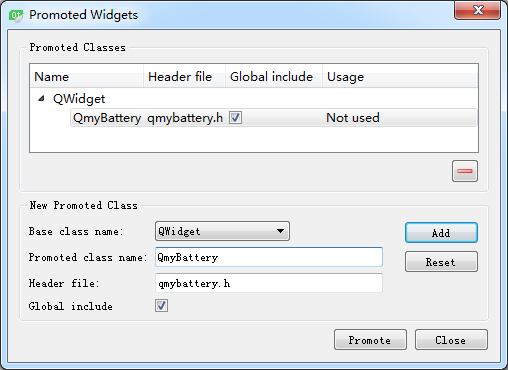 Promoted Widgets
Promoted Classes
Name Header file Global include Usage
QWidget
QmyBattery qmybattery.h Not used
New Promoted Class
Base class name: QWidget
Add
Promoted class name: QmyBattery
Reset
Header file: qmybattery.h
Global include
Promote Close